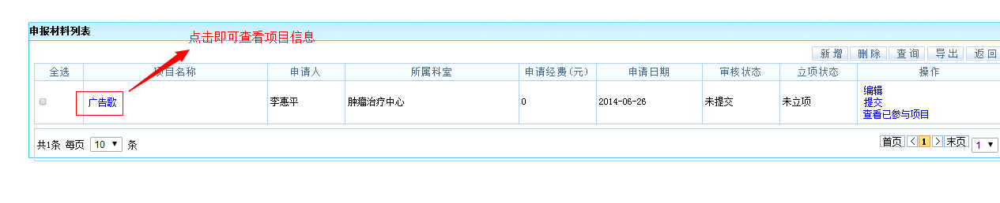 申报材料列表
点击即可查看项目信息
新增 删除 查询 导出 返回
全选 项目名称 申请人 所属科室 申请经费(元) 申请日期 审核状态 立项状态 操作
广告歌 李惠平 肿瘤治疗中心 0 2014-06-26 未提交 未立项 编辑
提交
查看已参与项目
共1条 每页 10 条 首页 < 1 > 末页 1